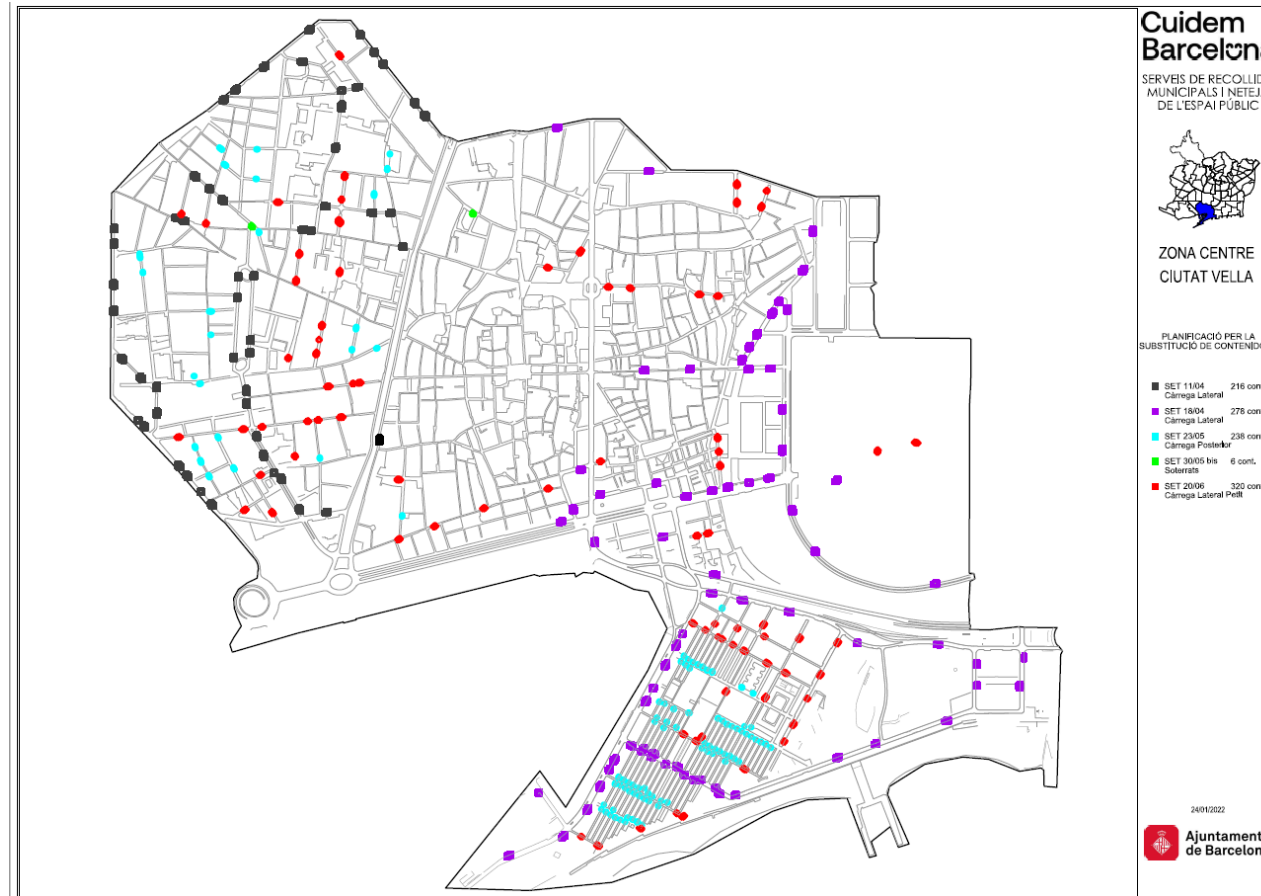 Cuidem
Barcelona
SERVEIS DE RECOLLID
MUNICIPALS I NETEJ
DE L'ESPAI PÚBLIC
ZONA CENTRE
CIUTAT VELLA
PLANIFICACIÓ PER LA
SUBSTITUCIÓ DE CONTENID
SET 11/04 216 con
Càrrega Lateral
SET 18/04 278 con
Càrrega Lateral
SET 23/05 238 con
Càrrega Posterior
SET 30/05 bis 6 cont.
Soterrats
SET 20/06 320 con
Càrrega Lateral Petit
24/01/2022
Ajuntament
de Barcelon